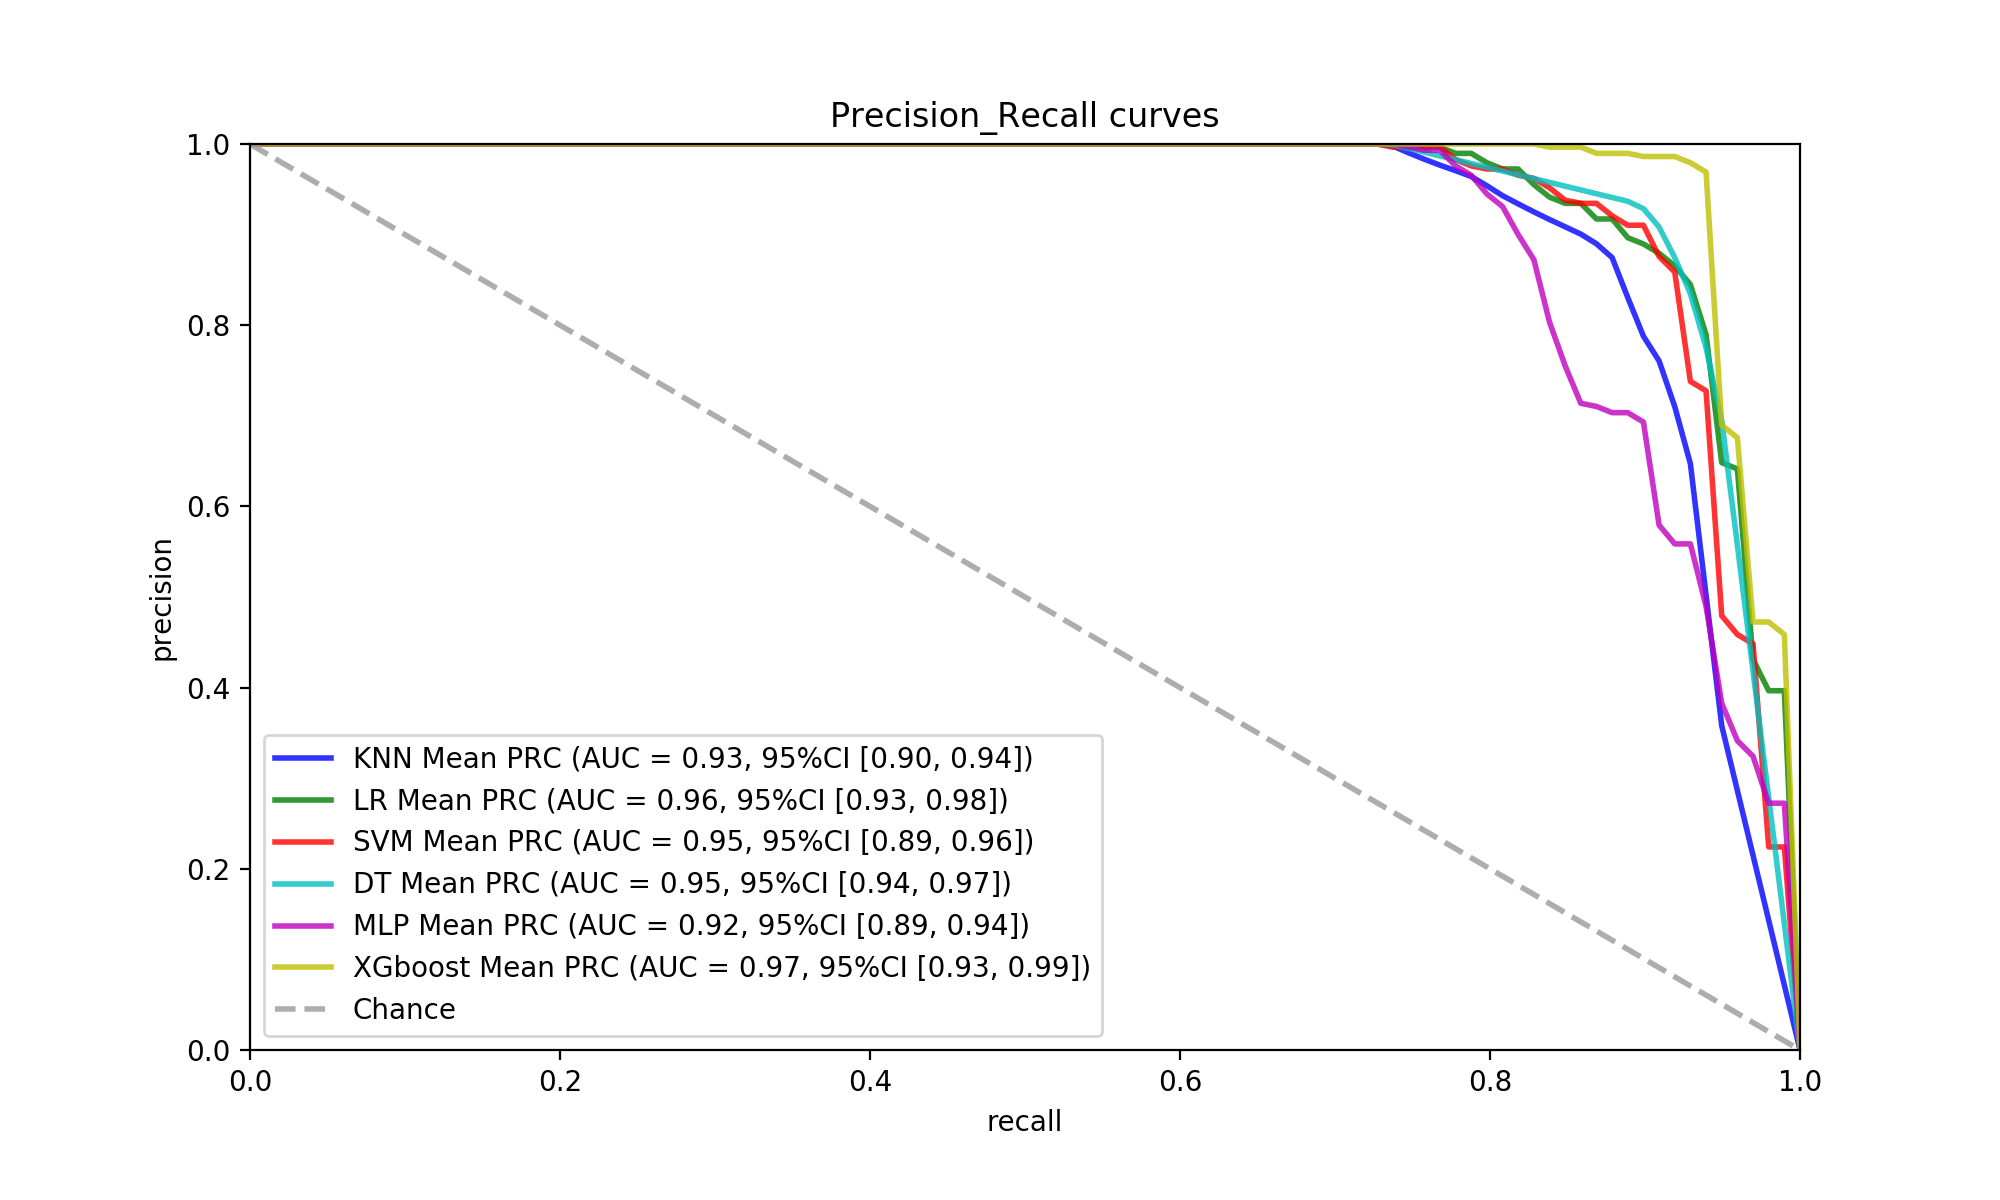 Precision_Recall curves
1.0
0.8
0.6
0.4
0.2
0.0
precision
KNN Mean PRC (AUC = 0.93, 95%CI [0.90, 0.94])
LR Mean PRC (AUC = 0.96, 95%CI [0.93, 0.98])
SVM Mean PRC (AUC = 0.95, 95%CI [0.89, 0.96])
DT Mean PRC (AUC = 0.95, 95%CI [0.94, 0.97])
MLP Mean PRC (AUC = 0.92, 95%CI [0.89, 0.94])
XGboost Mean PRC (AUC = 0.97, 95%CI [0.93, 0.99])
Chance
0.0 0.2 0.4 0.6 0.8 1.0
recall